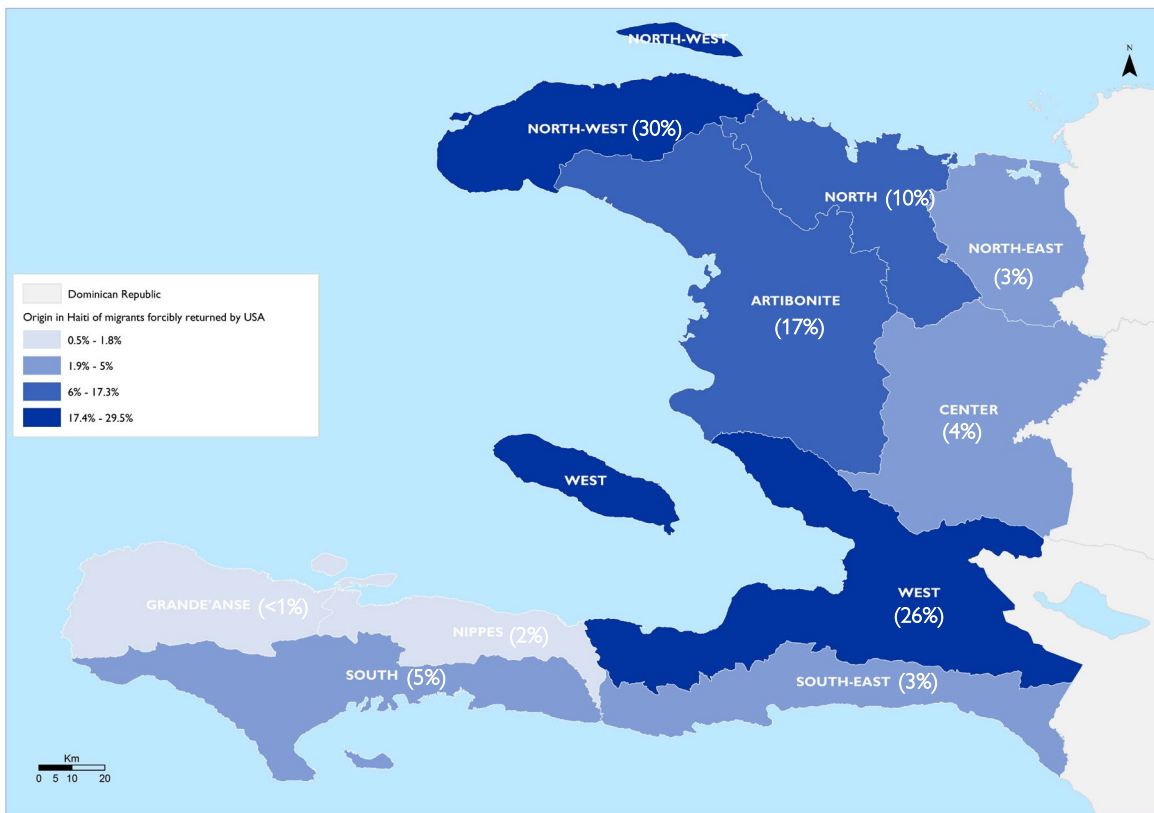 N
NORTH-WEST
NORTH-WEST (30%)
NORTH (10%)
NORTH-EAST
(3%)
ARTIBONITE
(17%)
Dominican Republic
Origin in Haiti of migrants forcibly returned by USA
0.5% - 1.8%
1.9% - 5%
6% - 17.3%
17.4% - 29.5%
CENTER
(4%)
WEST
WEST
(26%)
GRANDE'ANSE (<1%)
NIPPES (2%)
SOUTH (5%)
SOUTH-EAST (3%)
Km
0 5 10 20